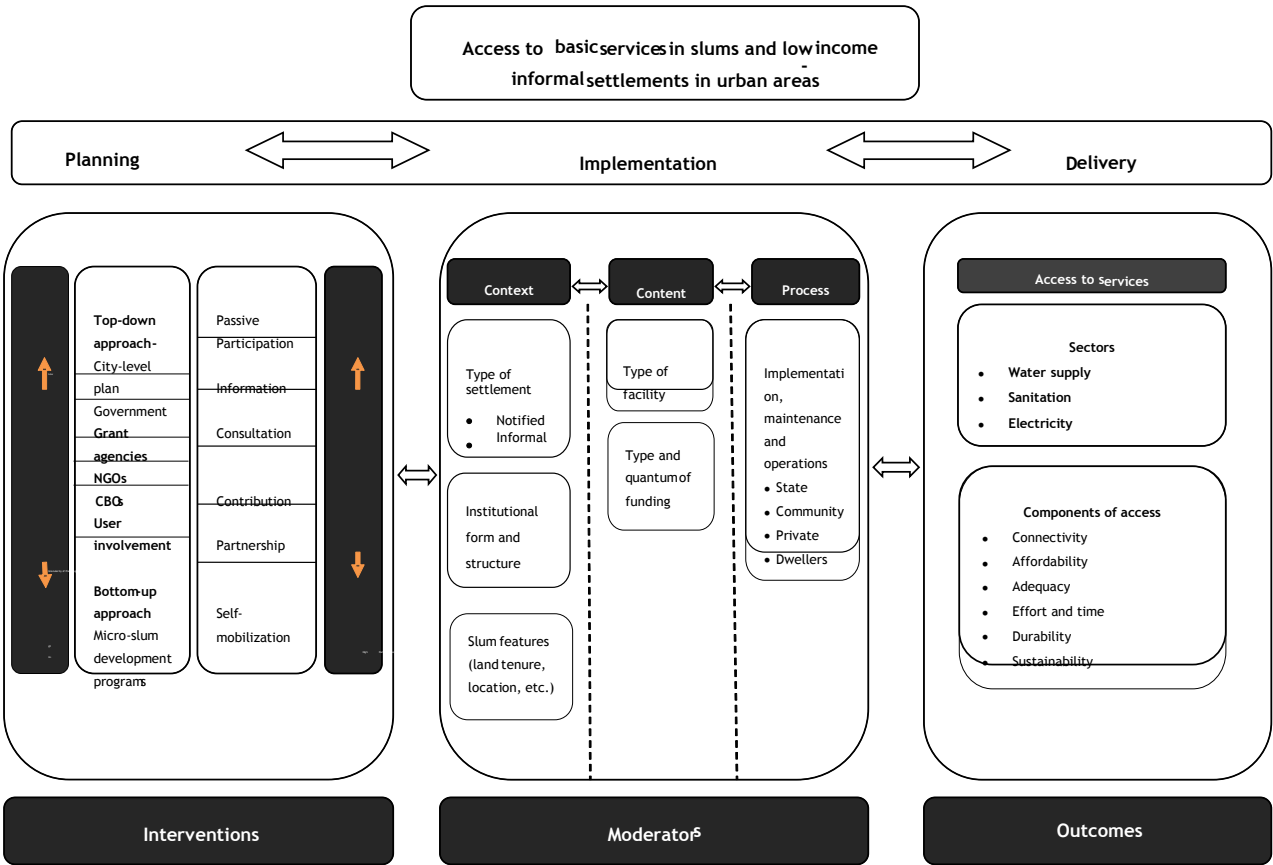 Access to basic services in slums and low-income
informal settlements in urban areas
Planning
Implementation
Delivery
Top-down
approach-
City-level
plan
Government
Grant
agencies
NGOs
CBOs
User
involvement
Bottom-up
approach
Micro-slum
development
programs
Passive
Participation
Information
Consultation
Contribution
Partnership
Self-
mobilization
Context
Type of
settlement
• Notified
• Informal
Institutional
form and
structure
Slum features
(land tenure,
location, etc.)
Content
Type of
facility
Type and
quantum of
funding
Process
Implementati
on,
maintenance
and
operations
• State
• Community
• Private
• Dwellers
Access to services
Sectors
• Water supply
• Sanitation
• Electricity
Components of access
• Connectivity
• Affordability
• Adequacy
• Effort and time
• Durability
• Sustainability
Interventions
Moderators
Outcomes